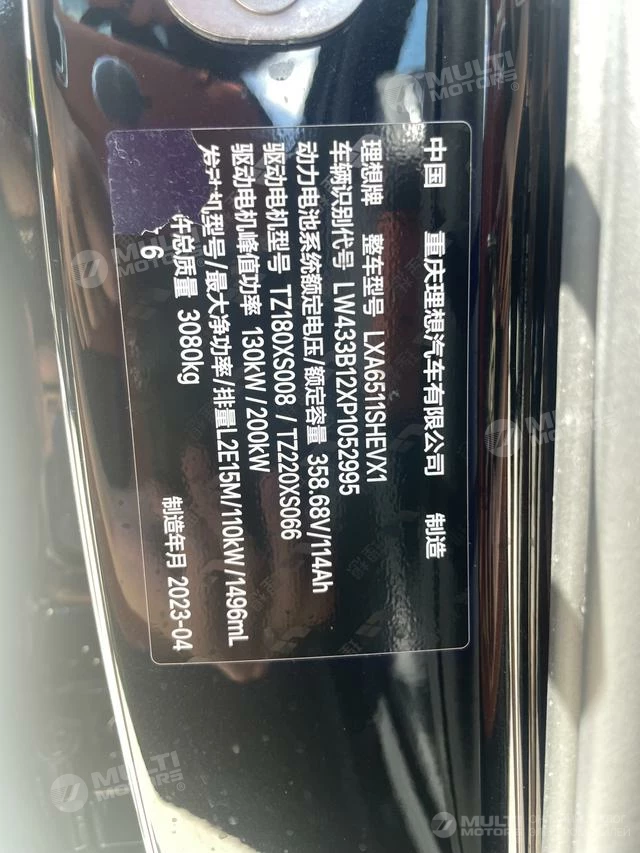 中国 重庆理想汽车有限公司 制造
理想牌 整车型号 LXA6511SHEVX1
车辆识别代号 LW433B12XP1052995
动力电池系统额定电压/额定容量 358.68V/114Ah
驱动电机型号 TZ180XS008 / TZ220XS066
驱动电机峰值功率 130kW/200kW
发动机型号/最大净功率/排量L2E15M/110kW/1496mL
许总质量 3080kg 制造年月 2023-04
6
MULTI MOTORS
MULTI MOTORS
MULTI MOTORS
MULTI MOTORS
MULTI MOTORS